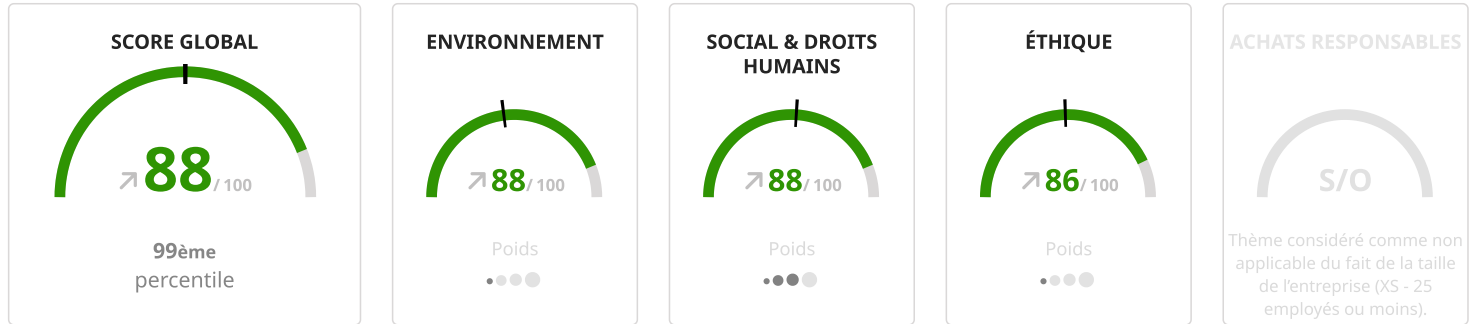 SCORE GLOBAL
88 / 100
99ème
percentile
ENVIRONNEMENT
88 / 100
Poids
SOCIAL & DROITS
HUMAINS
88 / 100
Poids
ÉTHIQUE
86 / 100
Poids
ACHATS RESPONSABLES
S/O
Thème considéré comme non
applicable du fait de la taille
de l'entreprise (XS - 25
employés ou moins).